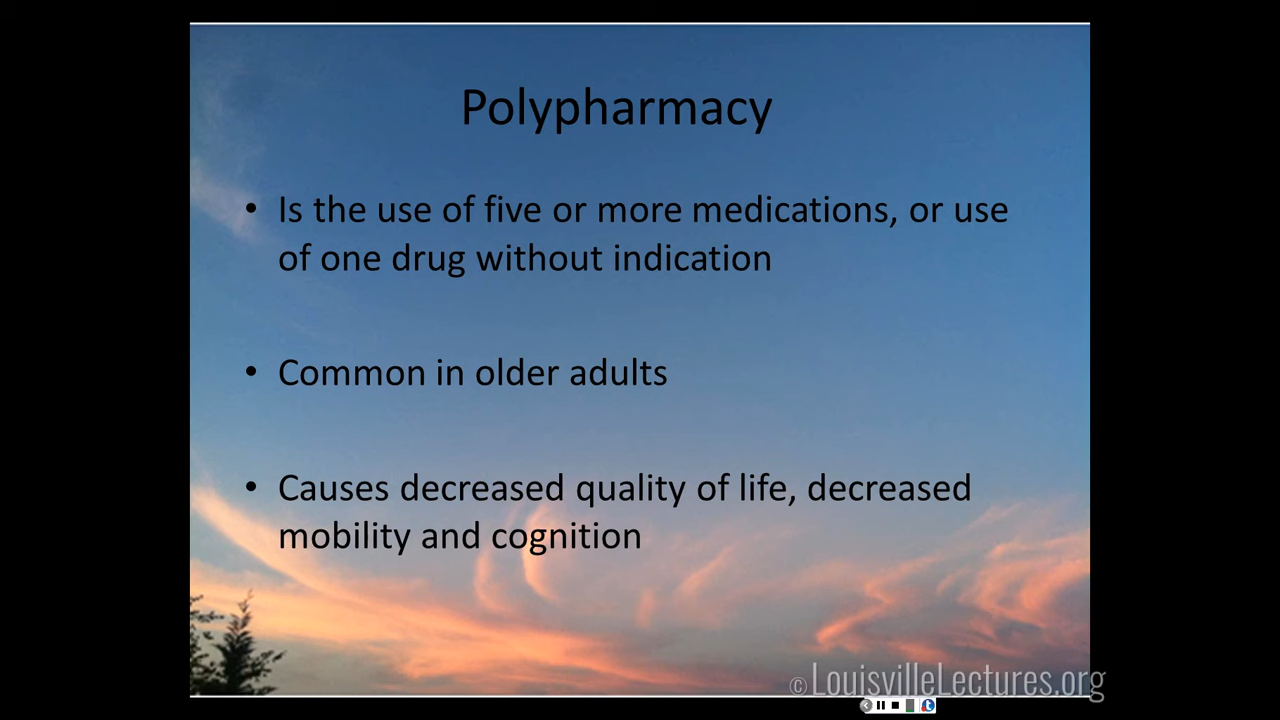 Polypharmacy
• Is the use of five or more medications, or use
of one drug without indication
• Common in older adults
• Causes decreased quality of life, decreased
mobility and cognition
© LouisvilleLectures.org